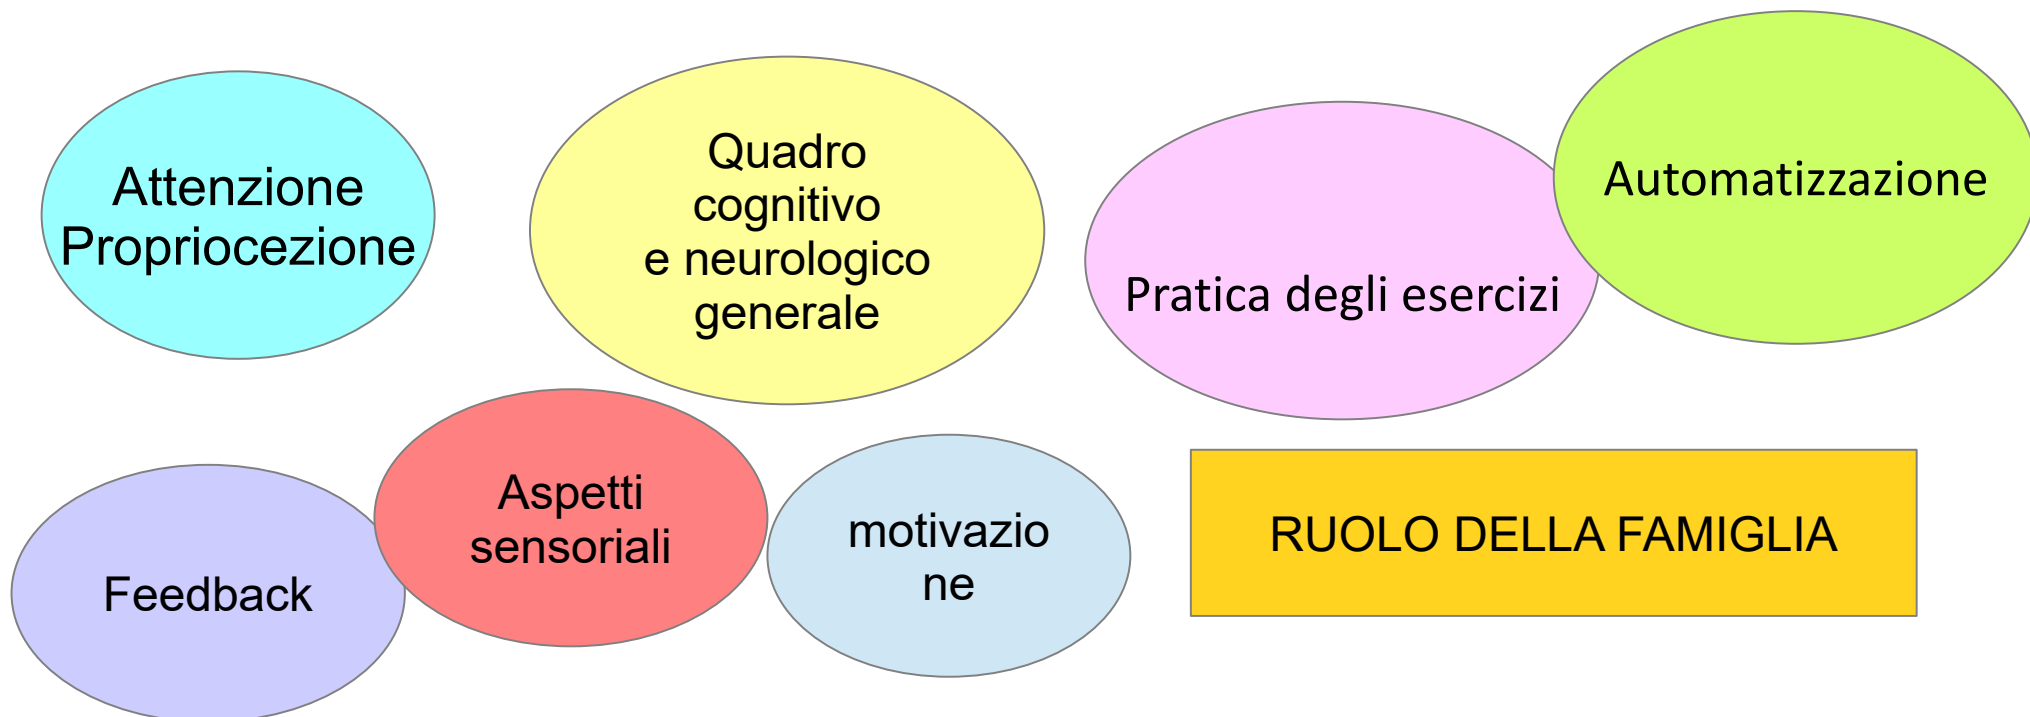 Attenzione
Propriocezione
Quadro
cognitivo
e neurologico
generale
Pratica degli esercizi
Automatizzazione
Feedback
Aspetti
sensoriali
motivazio
ne
RUOLO DELLA FAMIGLIA